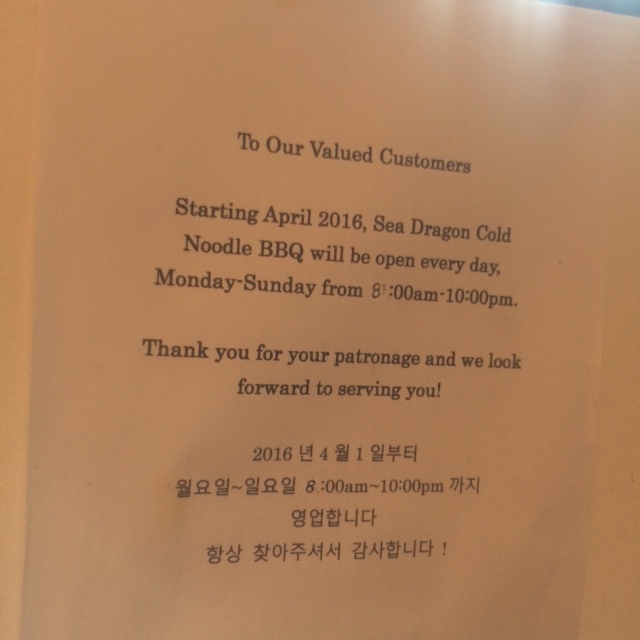 To Our Valued Customers
Starting April 2016, Sea Dragon Cold
Noodle BBQ will be open every day,
Monday-Sunday from 8:00am-10:00pm.
Thank you for your patronage and we look
forward to serving you!
2016 년 4 월 1 일부터
월요일~일요일 8:00am~10:00pm 까지
영업합니다
항상 찾아주셔서 감사합니다 !